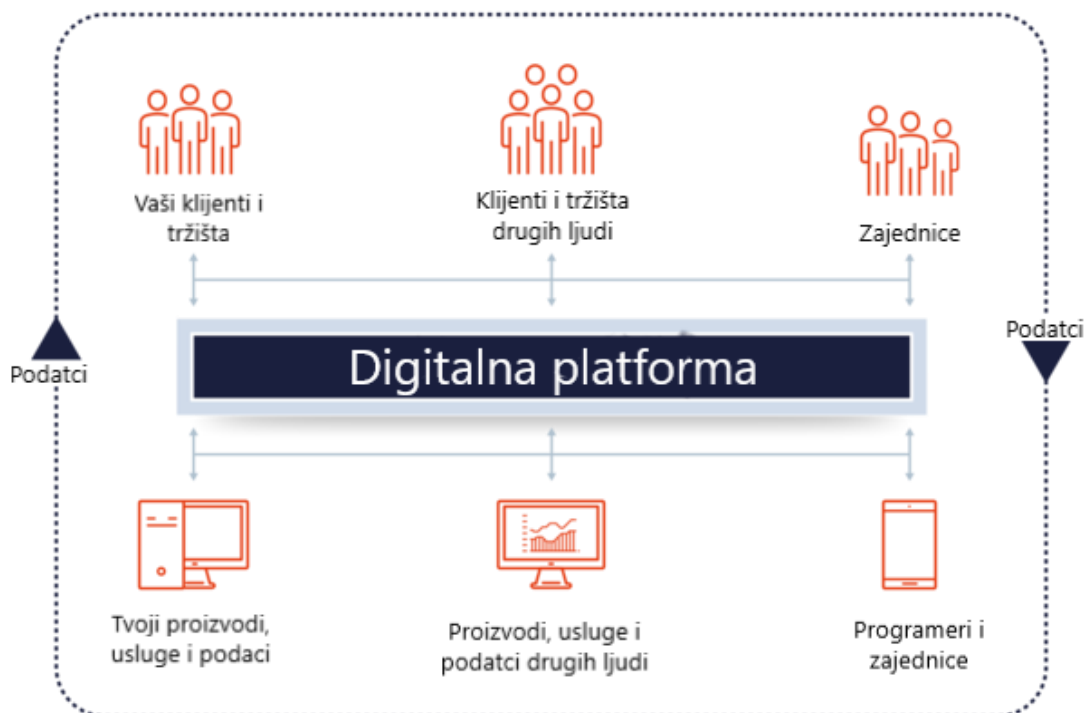 Vaši klijenti i
tržišta
Klijenti i tržišta
drugih ljudi
Zajednice
Podatci
Podatci
Digitalna platforma
Tvoji proizvodi,
usluge i podaci
Proizvodi, usluge i
podatci drugih ljudi
Programeri i
zajednice